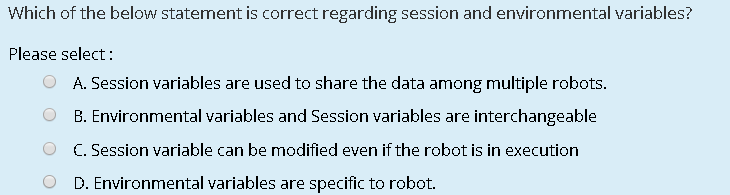 Which of the below statement is correct regarding session and environmental variables?
Please select :
A. Session variables are used to share the data among multiple robots.
B. Environmental variables and Session variables are interchangeable
C. Session variable can be modified even if the robot is in execution
D. Environmental variables are specific to robot.